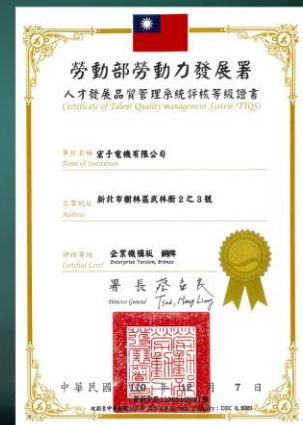 勞動部勞動力發展署
人才發展品質管理系統評核等級證書
Certificate of Talent Quality-management System (TTQS)
單位名稱 宏于電機有限公司
Name of Institution
立案地址 新北市樹林區武林街2之3號
Address
評核等級 企業機構版 銅牌
Certified Level Enterprise Version, Bronze
署長
Director General
中華民國 110 年 12 月 7 日